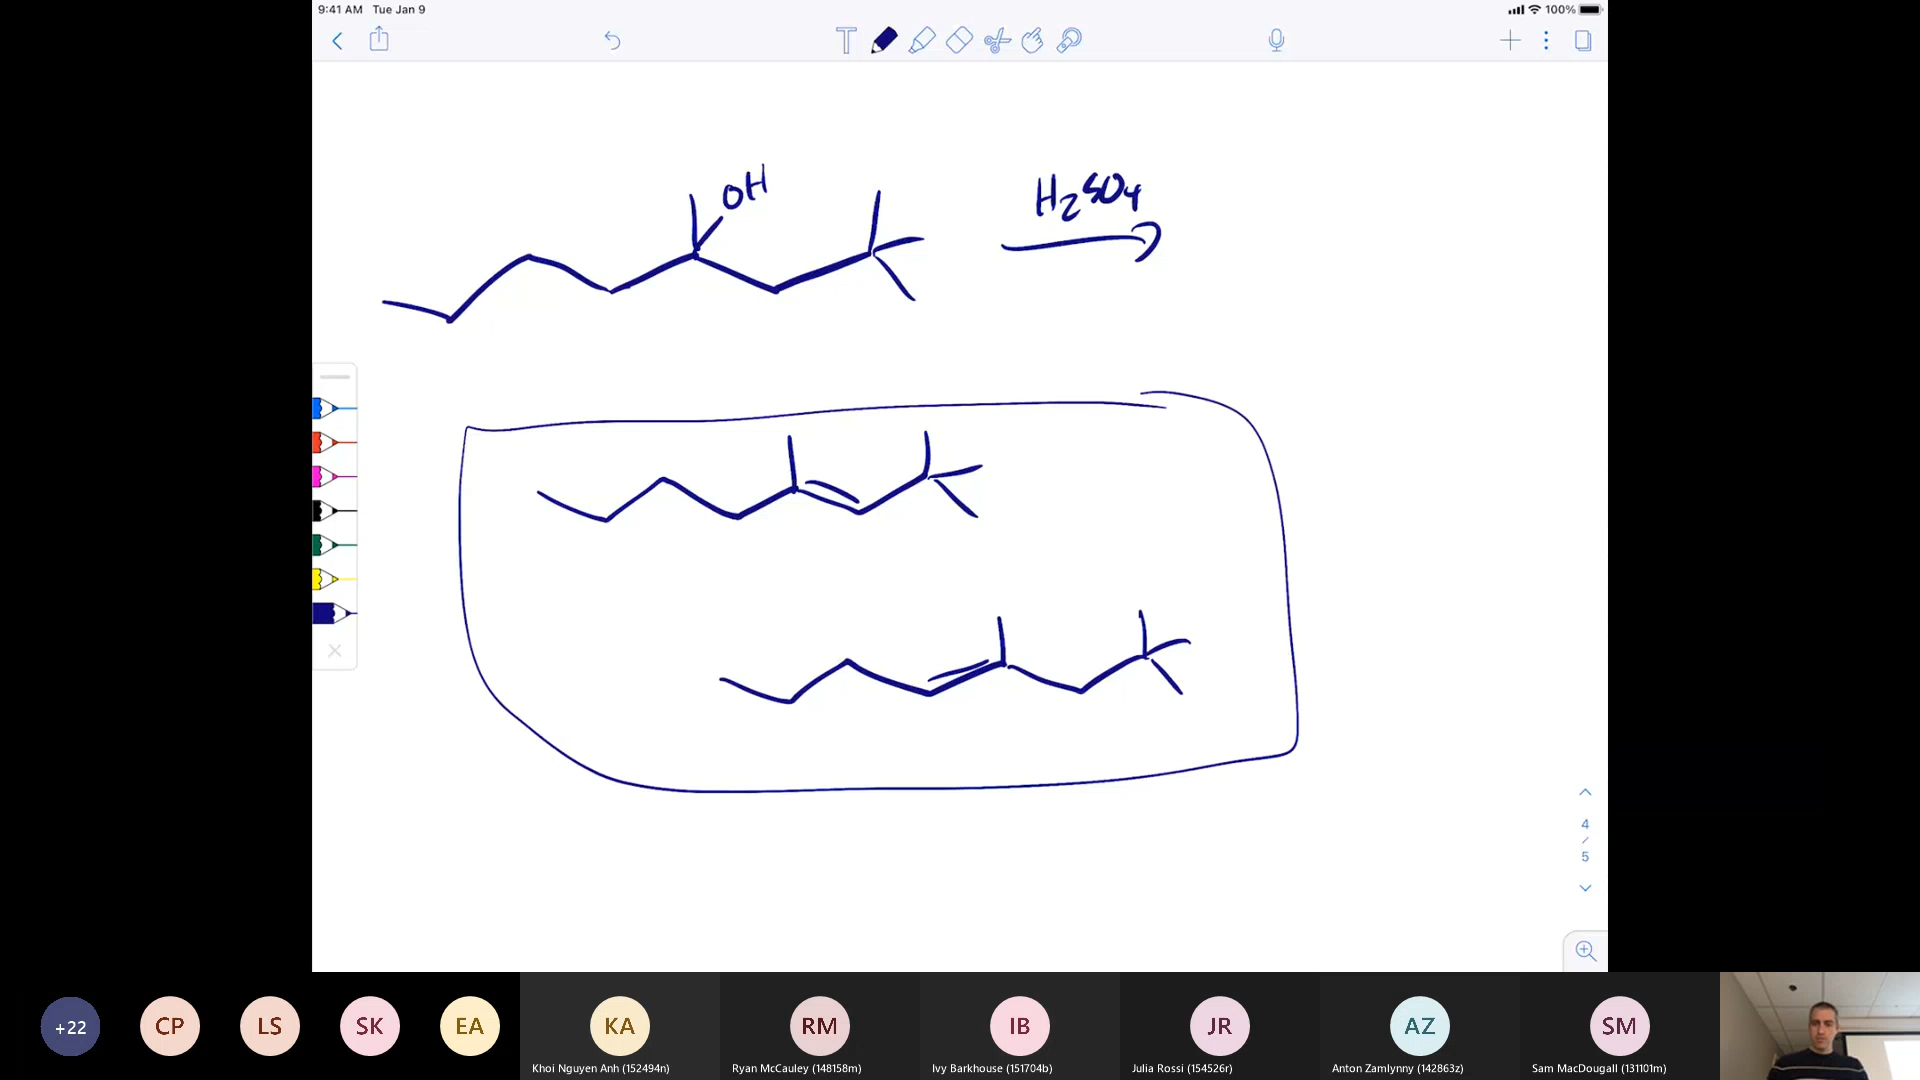 9:41 AM Tue Jan 9
100%
T
OH
H2SO4
4
/
5
+22
CP
LS
SK
EA
KA
RM
IB
JR
AZ
SM
Khoi Nguyen Anh (152494n)
Ryan McCauley (148158m)
Ivy Barkhouse (151704b)
Julia Rossi (154526r)
Anton Zamlynny (142863z)
Sam MacDougall (131101m)